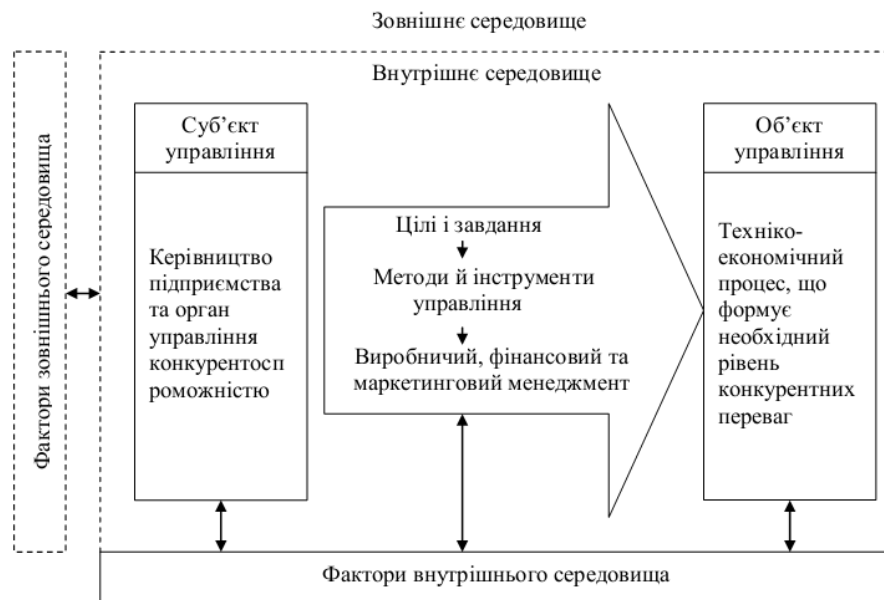 Зовнішнє середовище
Внутрішнє середовище
Фактори зовнішнього середовища
Суб’єкт
управління
Керівництво
підприємства
та орган
управління
конкурентосп
роможністю
Цілі і завдання
Методи й інструменти
управління
Виробничий, фінансовий та
маркетинговий менеджмент
Об’єкт
управління
Техніко-
економічний
процес, що
формує
необхідний
рівень
конкурентних
переваг
Фактори внутрішнього середовища